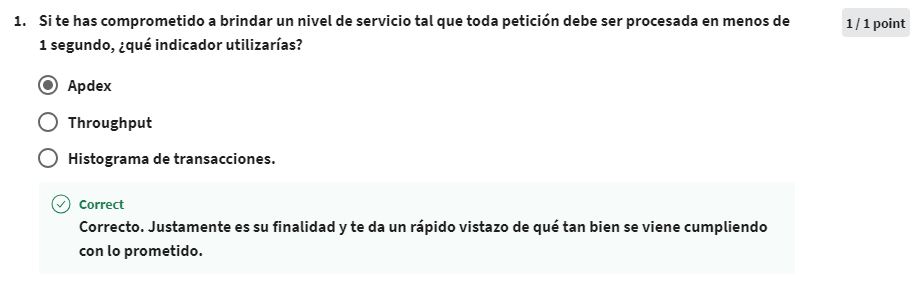 1. Si te has comprometido a brindar un nivel de servicio tal que toda petición debe ser procesada en menos de
1 segundo, ¿qué indicador utilizarías?
1 / 1 point
Apdex
Throughput
Histograma de transacciones.
Correct
Correcto. Justamente es su finalidad y te da un rápido vistazo de qué tan bien se viene cumpliendo
con lo prometido.